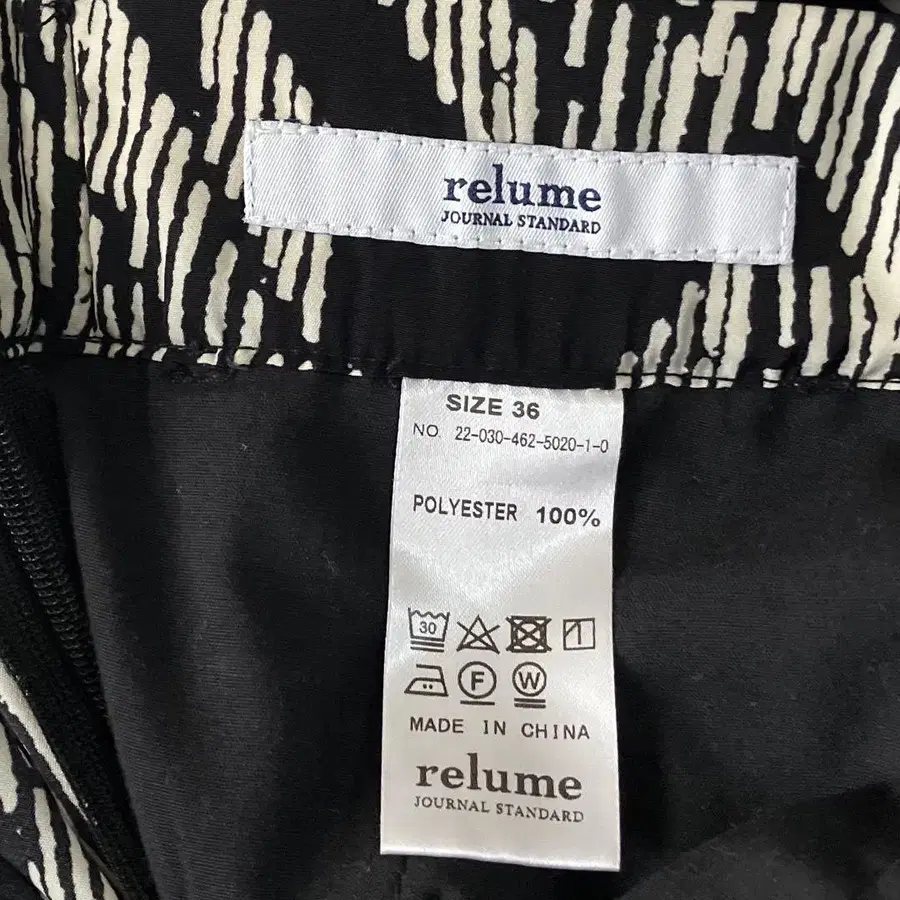 relume
JOURNAL STANDARD
SIZE 36
NO. 22-030-462-5020-1-0
POLYESTER 100%
30
F
W
MADE IN CHINA
relume
JOURNAL STANDARD